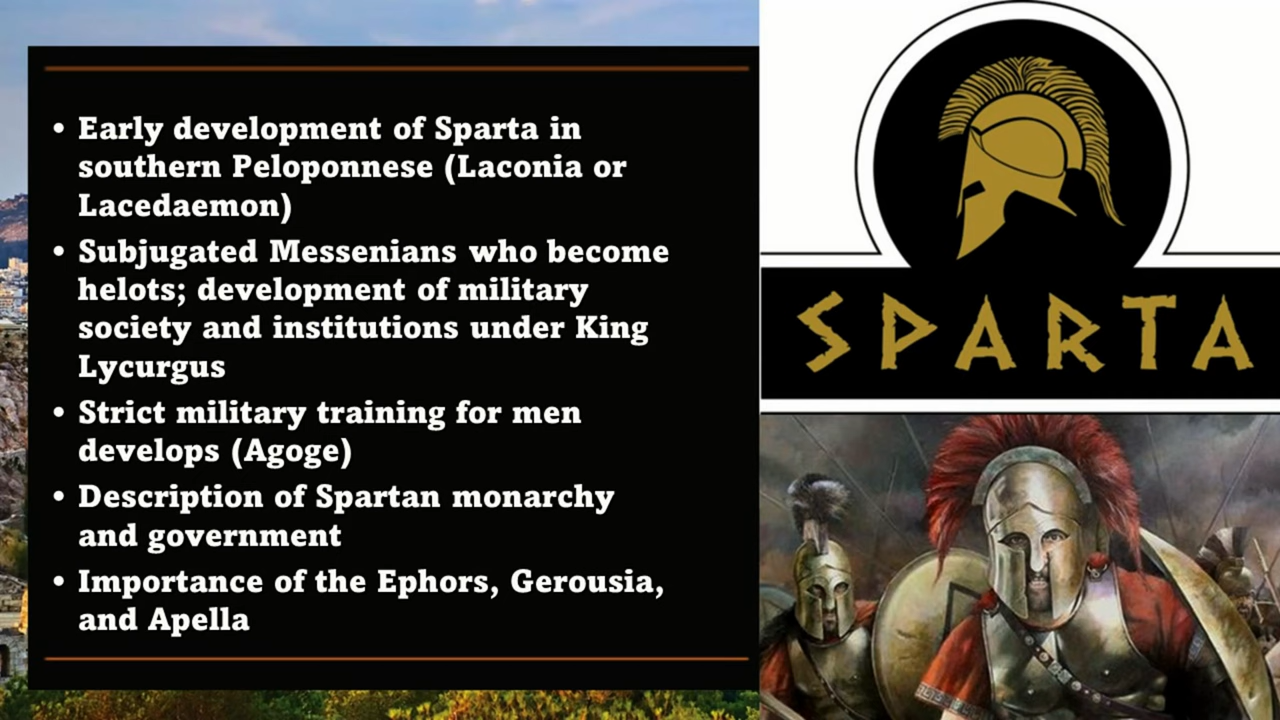 • Early development of Sparta in
southern Peloponnese (Laconia or
Lacedaemon)
• Subjugated Messenians who become
helots; development of military
society and institutions under King
Lycurgus
• Strict military training for men
develops (Agoge)
• Description of Spartan monarchy
and government
• Importance of the Ephors, Gerousia,
and Apella
SPARTA